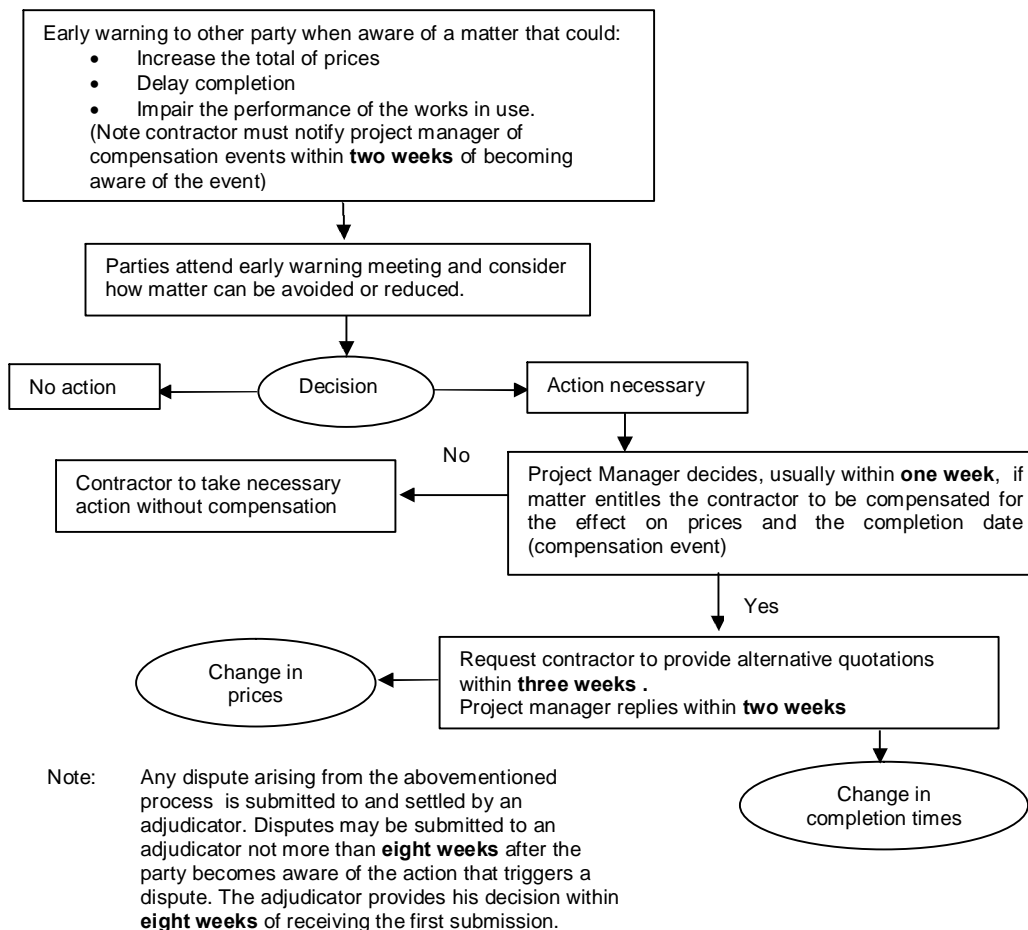 Early warning to other party when aware of a matter that could:
• Increase the total of prices
• Delay completion
• Impair the performance of the works in use.
(Note contractor must notify project manager of
compensation events within two weeks of becoming
aware of the event)
Parties attend early warning meeting and consider
how matter can be avoided or reduced.
No action
Decision
Action necessary
No
Contractor to take necessary
action without compensation
Project Manager decides, usually within one week, if
matter entitles the contractor to be compensated for
the effect on prices and the completion date
(compensation event)
Yes
Change in
prices
Request contractor to provide alternative quotations
within three weeks .
Project manager replies within two weeks
Change in
completion times
Note: Any dispute arising from the abovementioned
process is submitted to and settled by an
adjudicator. Disputes may be submitted to an
adjudicator not more than eight weeks after the
party becomes aware of the action that triggers a
dispute. The adjudicator provides his decision within
eight weeks of receiving the first submission.